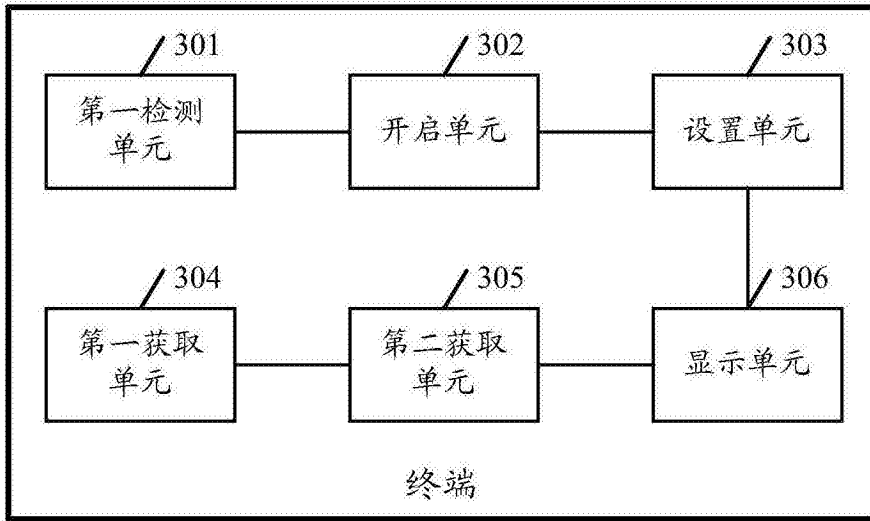 301
302
303
第一检测
单元
开启单元
设置单元
304
305
306
第一获取
单元
第二获取
单元
显示单元
终端